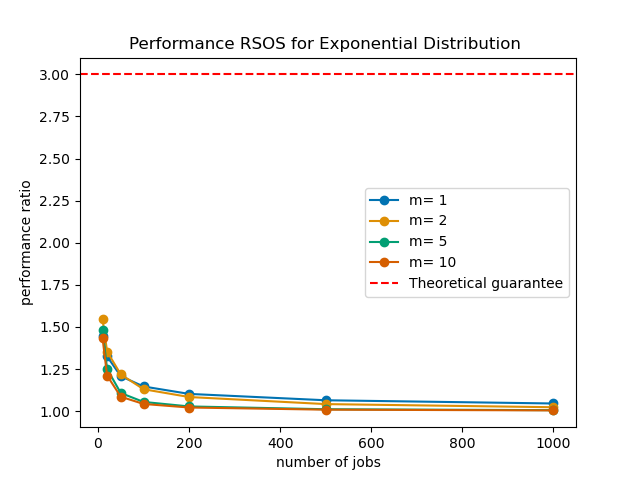 Performance RSOS for Exponential Distribution
performance ratio
3.00
2.75
2.50
2.25
2.00
1.75
1.50
1.25
1.00
m= 1
m= 2
m= 5
m= 10
Theoretical guarantee
0 200 400 600 800 1000
number of jobs